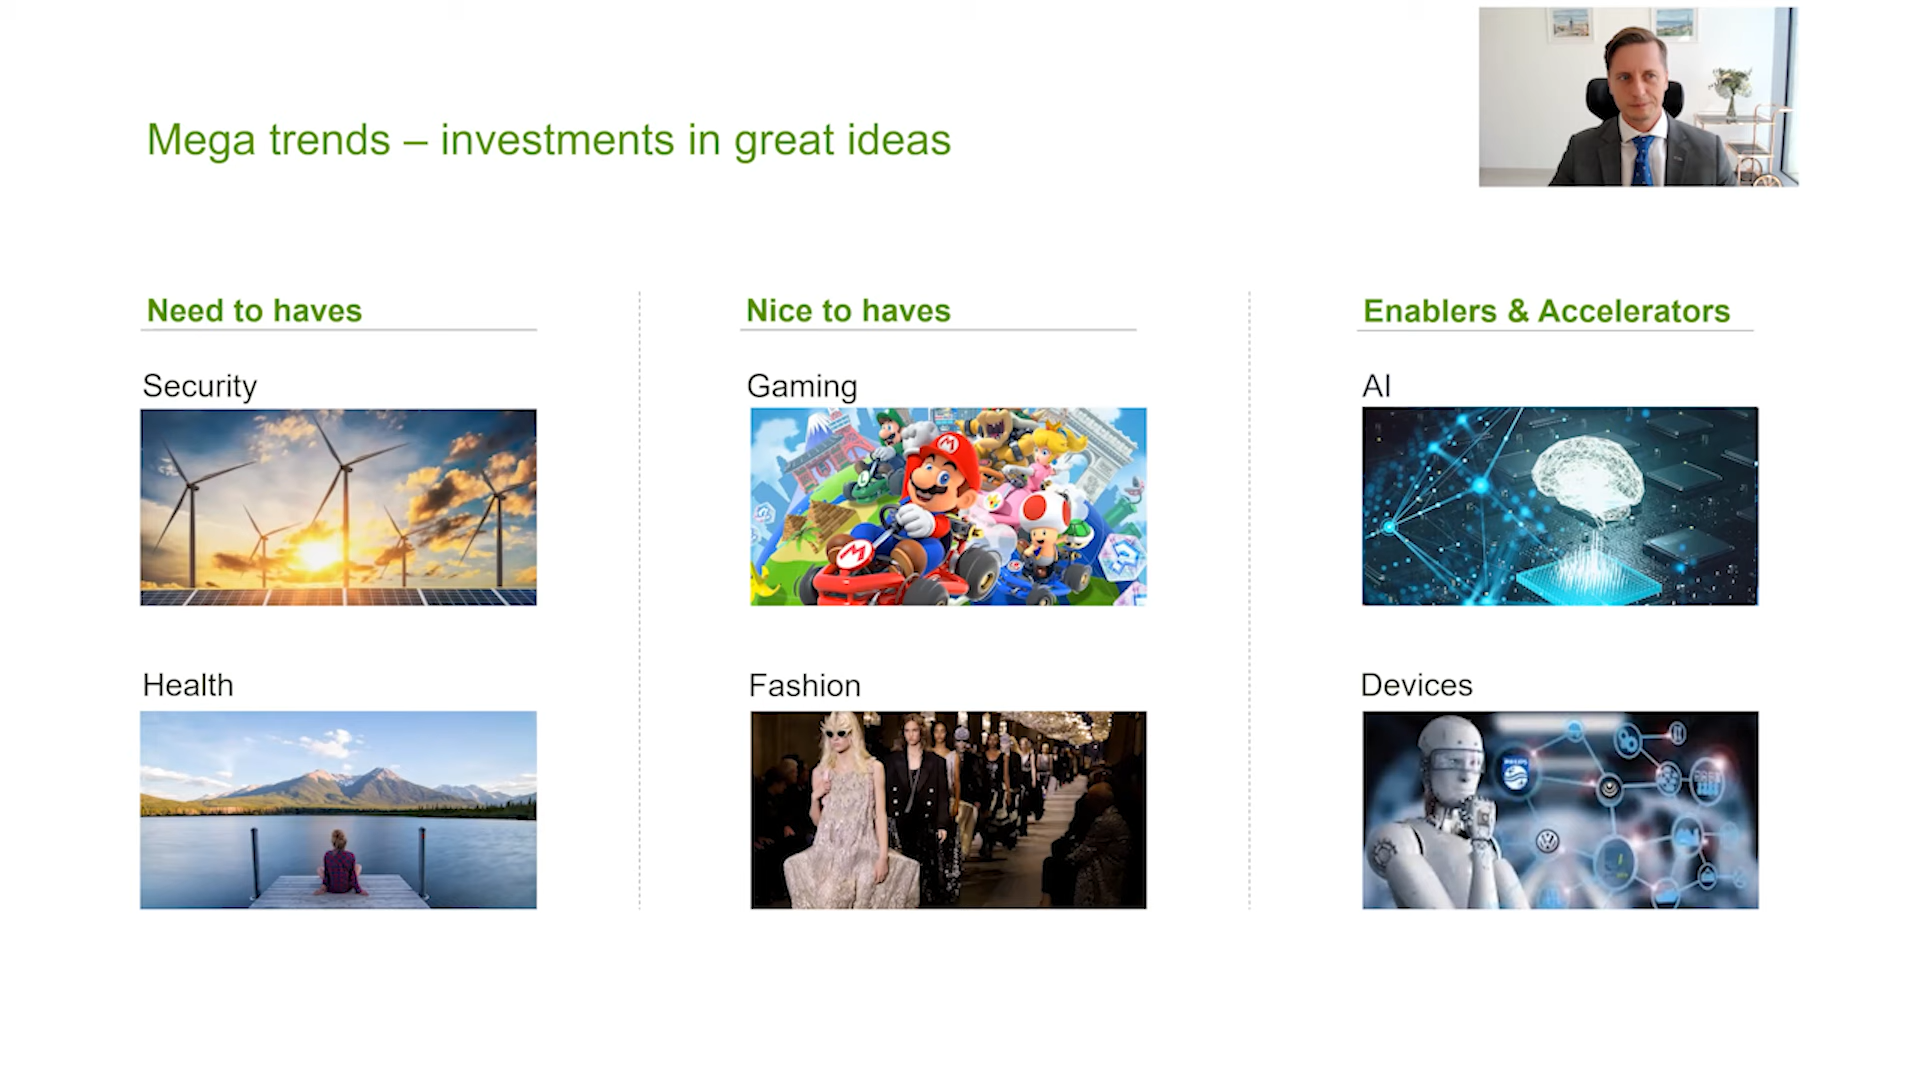 Mega trends – investments in great ideas
Need to haves
Security
Health
Nice to haves
Gaming
Fashion
Enablers & Accelerators
AI
Devices
PHILIPS